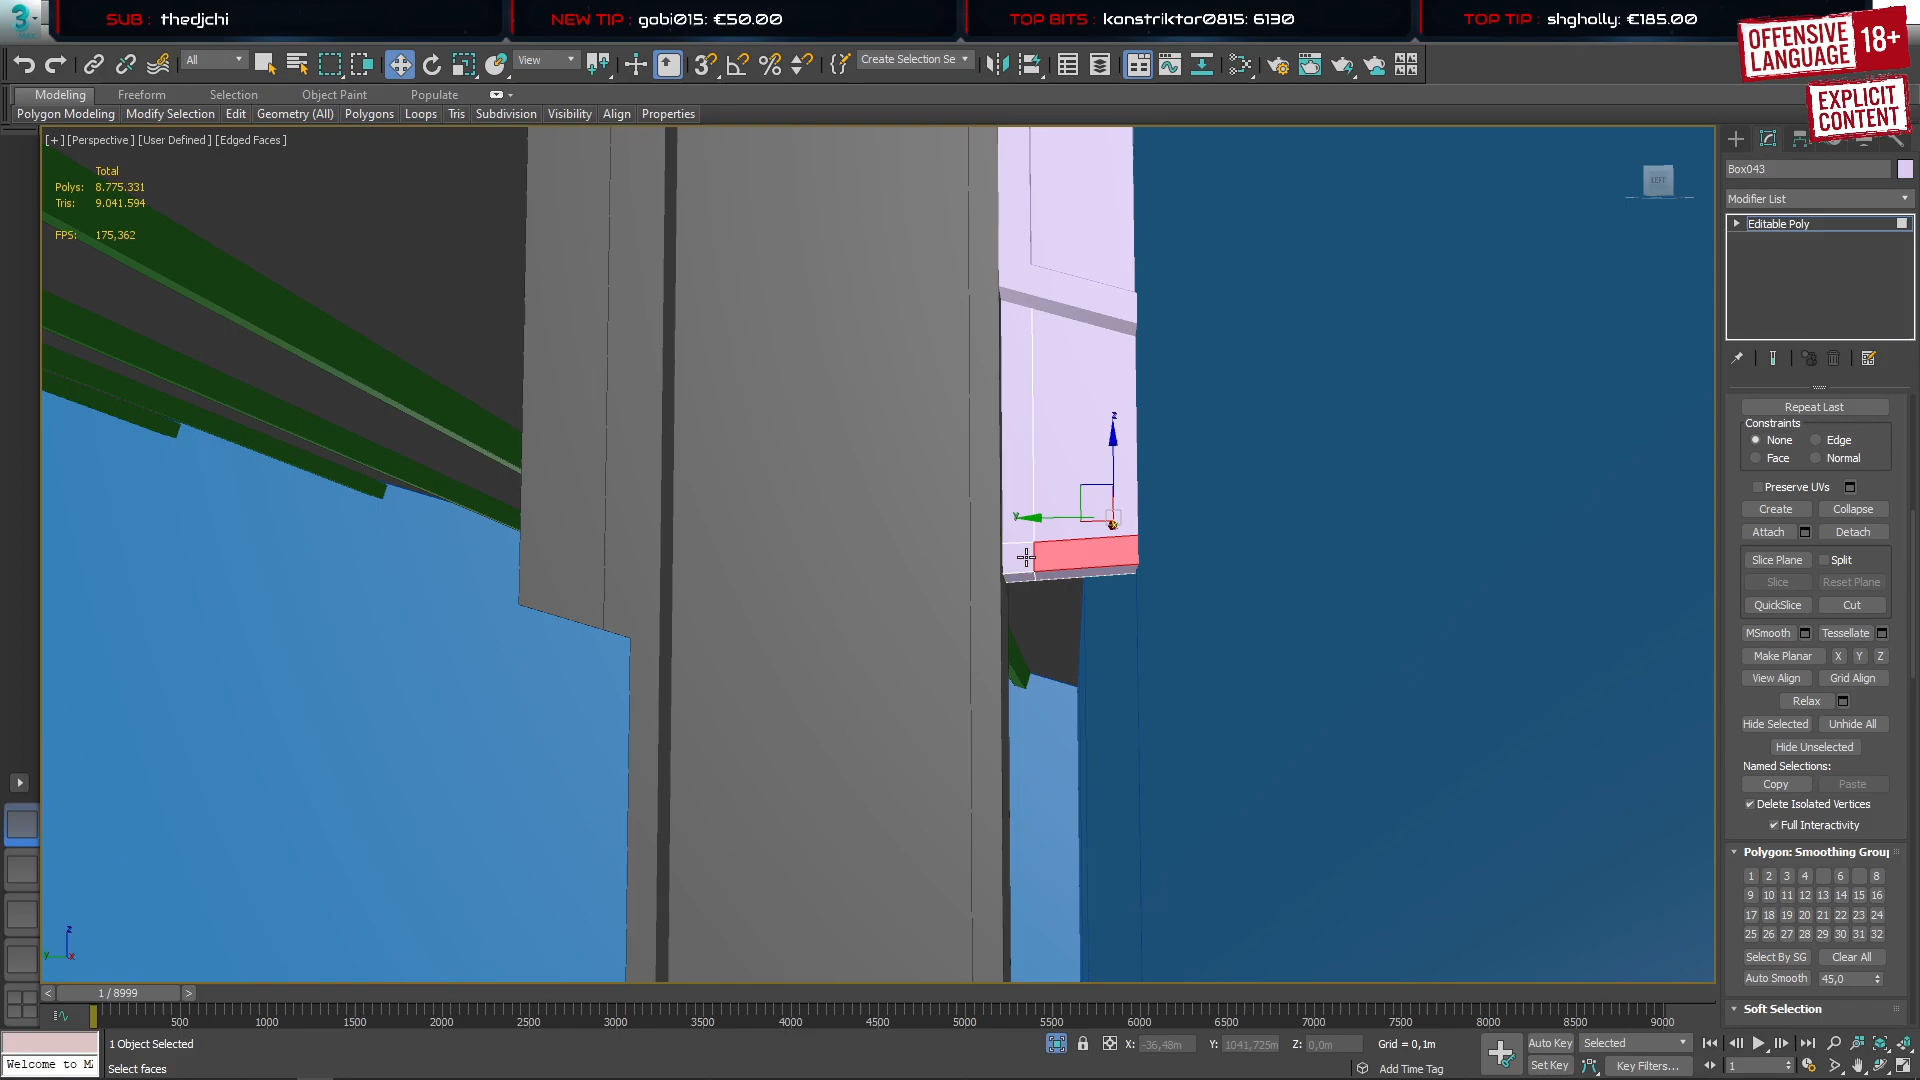 SUB : thedjchi
NEW TIP : gabi015: €50.00
TOP BITS : konstriktor0815: 6130
TOP TIP : shgholly: €185.00
OFFENSIVE LANGUAGE 18+
EXPLICIT CONTENT
All
View
Create Selection Se
Modeling
Freeform
Selection
Object Paint
Populate
Polygon Modeling
Modify Selection
Edit
Geometry (All)
Polygons
Loops
Tris
Subdivision
Visibility
Align
Properties
[+] [Perspective ] [User Defined ] [Edged Faces ]
Total
Polys: 8.775.331
Tris: 9.041.594
FPS: 175,362
LEFT
z
y
z
y
x
Box043
Modifier List
Editable Poly
Repeat Last
Constraints
None
Edge
Face
Normal
Preserve UVs
Create
Collapse
Attach
Detach
Slice Plane
Split
Slice
Reset Plane
QuickSlice
Cut
MSmooth
Tessellate
Make Planar
X
Y
Z
View Align
Grid Align
Relax
Hide Selected
Unhide All
Hide Unselected
Named Selections:
Copy
Paste
Delete Isolated Vertices
Full Interactivity
Polygon: Smoothing Group
1 2 3 4 6 8
9 10 11 12 13 14 15 16
17 18 19 20 21 22 23 24
25 26 27 28 29 30 31 32
Select By SG
Clear All
Auto Smooth
45,0
Soft Selection
< 1 / 8999 >
500 1000 1500 2000 2500 3000 3500 4000 4500 5000 5500 6000 6500 7000 7500 8000 8500 9000
1 Object Selected
Welcome to M
Select faces
X: -36,48m
Y: 1041,725m
Z: 0,0m
Grid = 0,1m
Add Time Tag
Auto Key
Selected
Set Key
Key Filters...
1